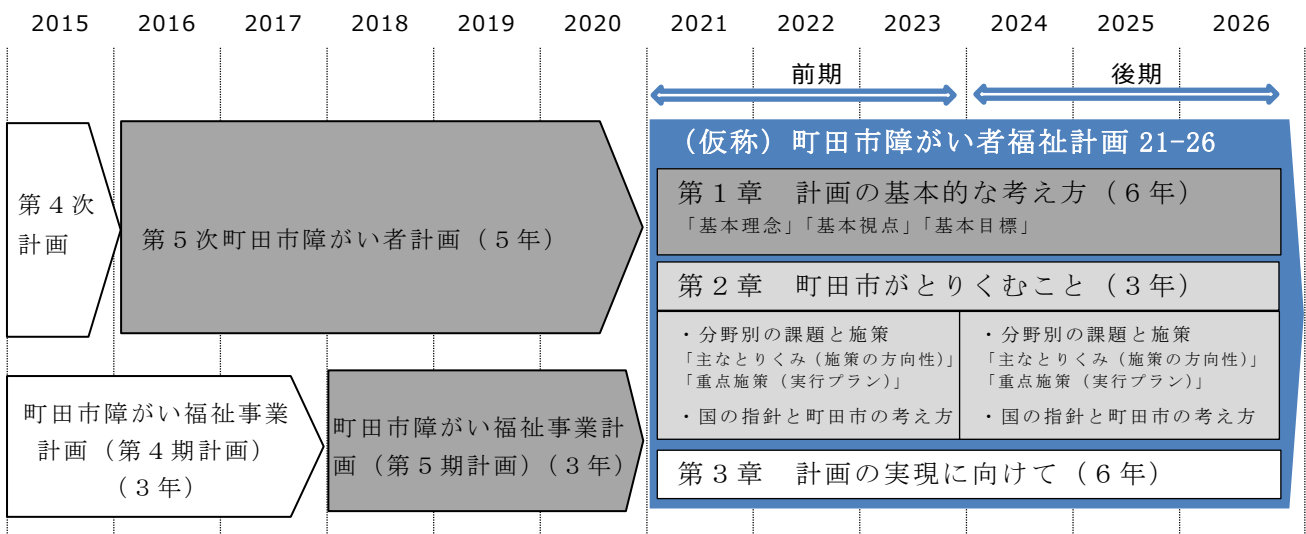 2015 2016 2017 2018 2019 2020 2021 2022 2023 2024 2025 2026
前期 後期
第４次
計画
第５次町田市障がい者計画（５年）
町田市障がい福祉事業
計画（第４期計画）
（３年）
町田市障がい福祉事業計
画（第５期計画）（３年）
（仮称）町田市障がい者福祉計画 21-26
第１章　計画の基本的な考え方（６年）
「基本理念」「基本視点」「基本目標」
第２章　町田市がとりくむこと（３年）
・分野別の課題と施策
「主なとりくみ（施策の方向性）」
「重点施策（実行プラン）」
・国の指針と町田市の考え方
・分野別の課題と施策
「主なとりくみ（施策の方向性）」
「重点施策（実行プラン）」
・国の指針と町田市の考え方
第３章　計画の実現に向けて（６年）